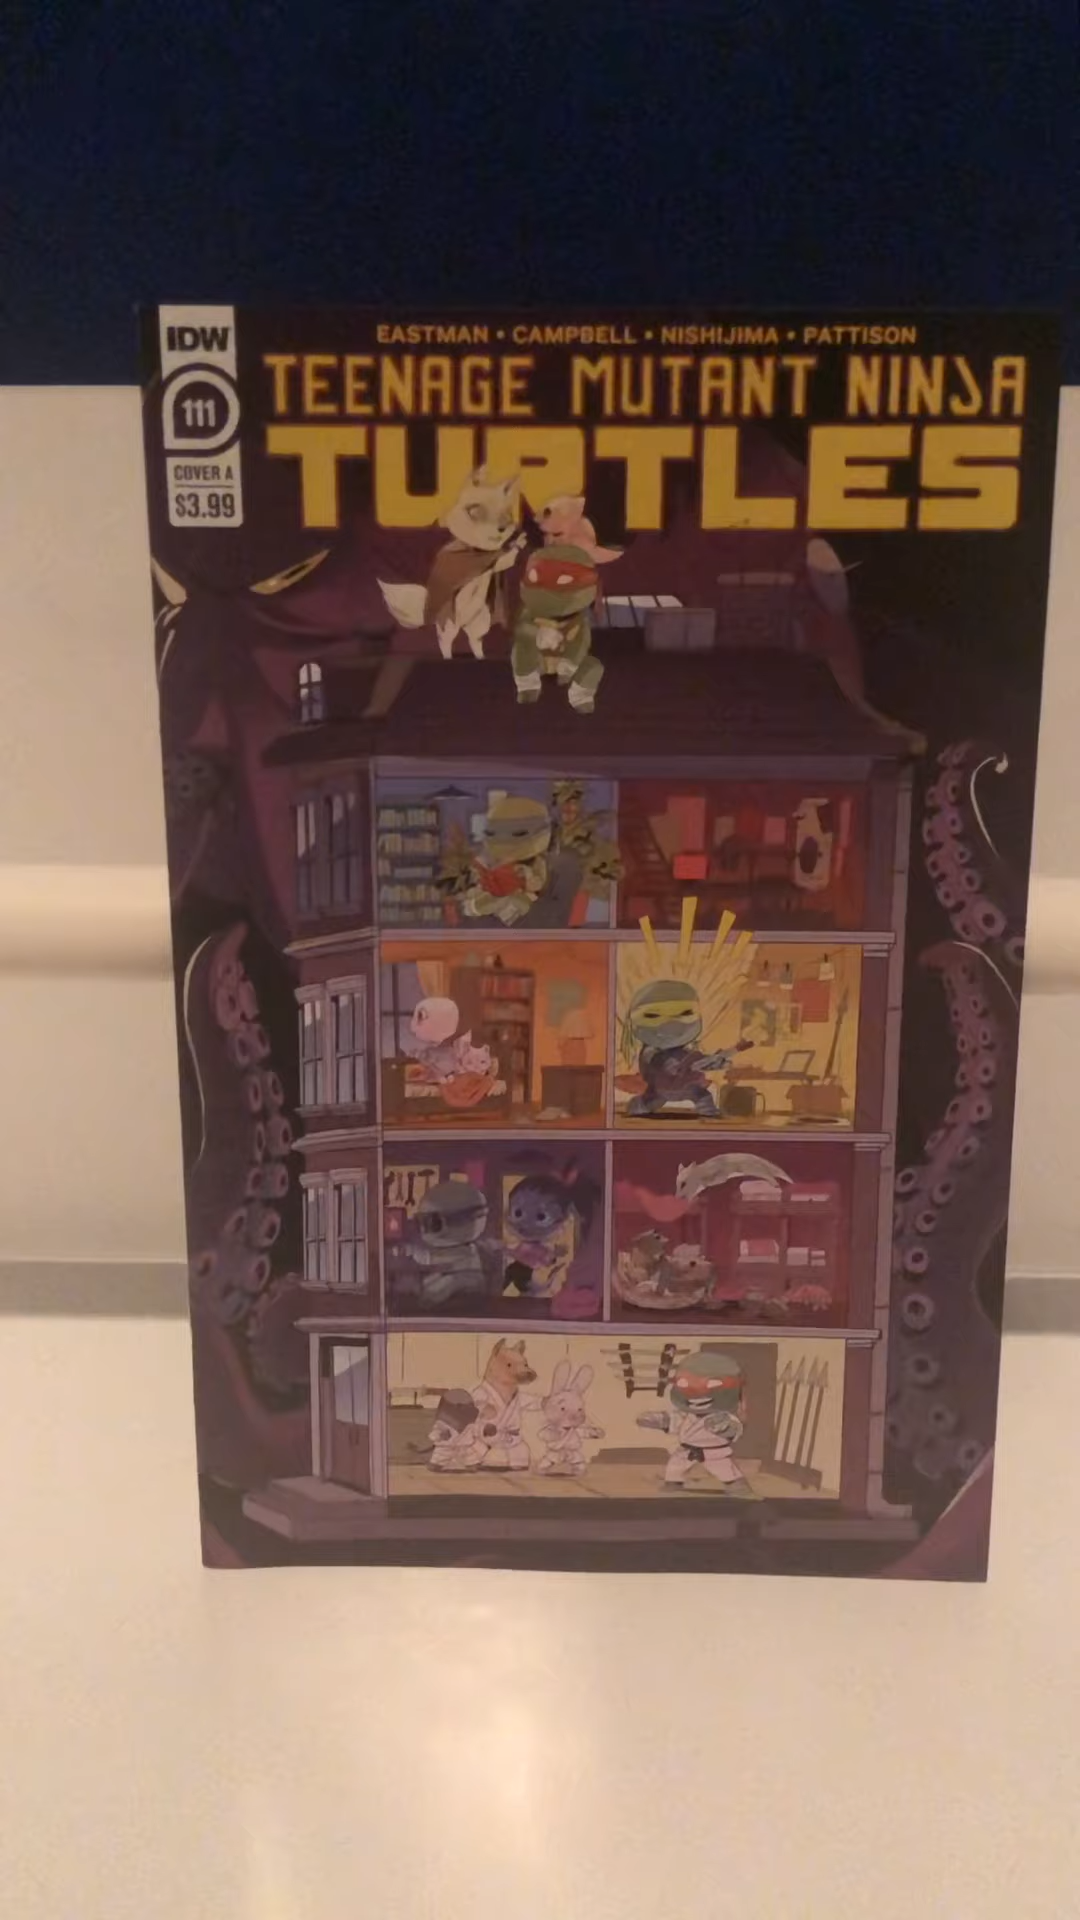 IDW
111
COVER A
$3.99
EASTMAN • CAMPBELL • NISHIJIMA • PATTISON
TEENAGE MUTANT NINJA
TURTLES